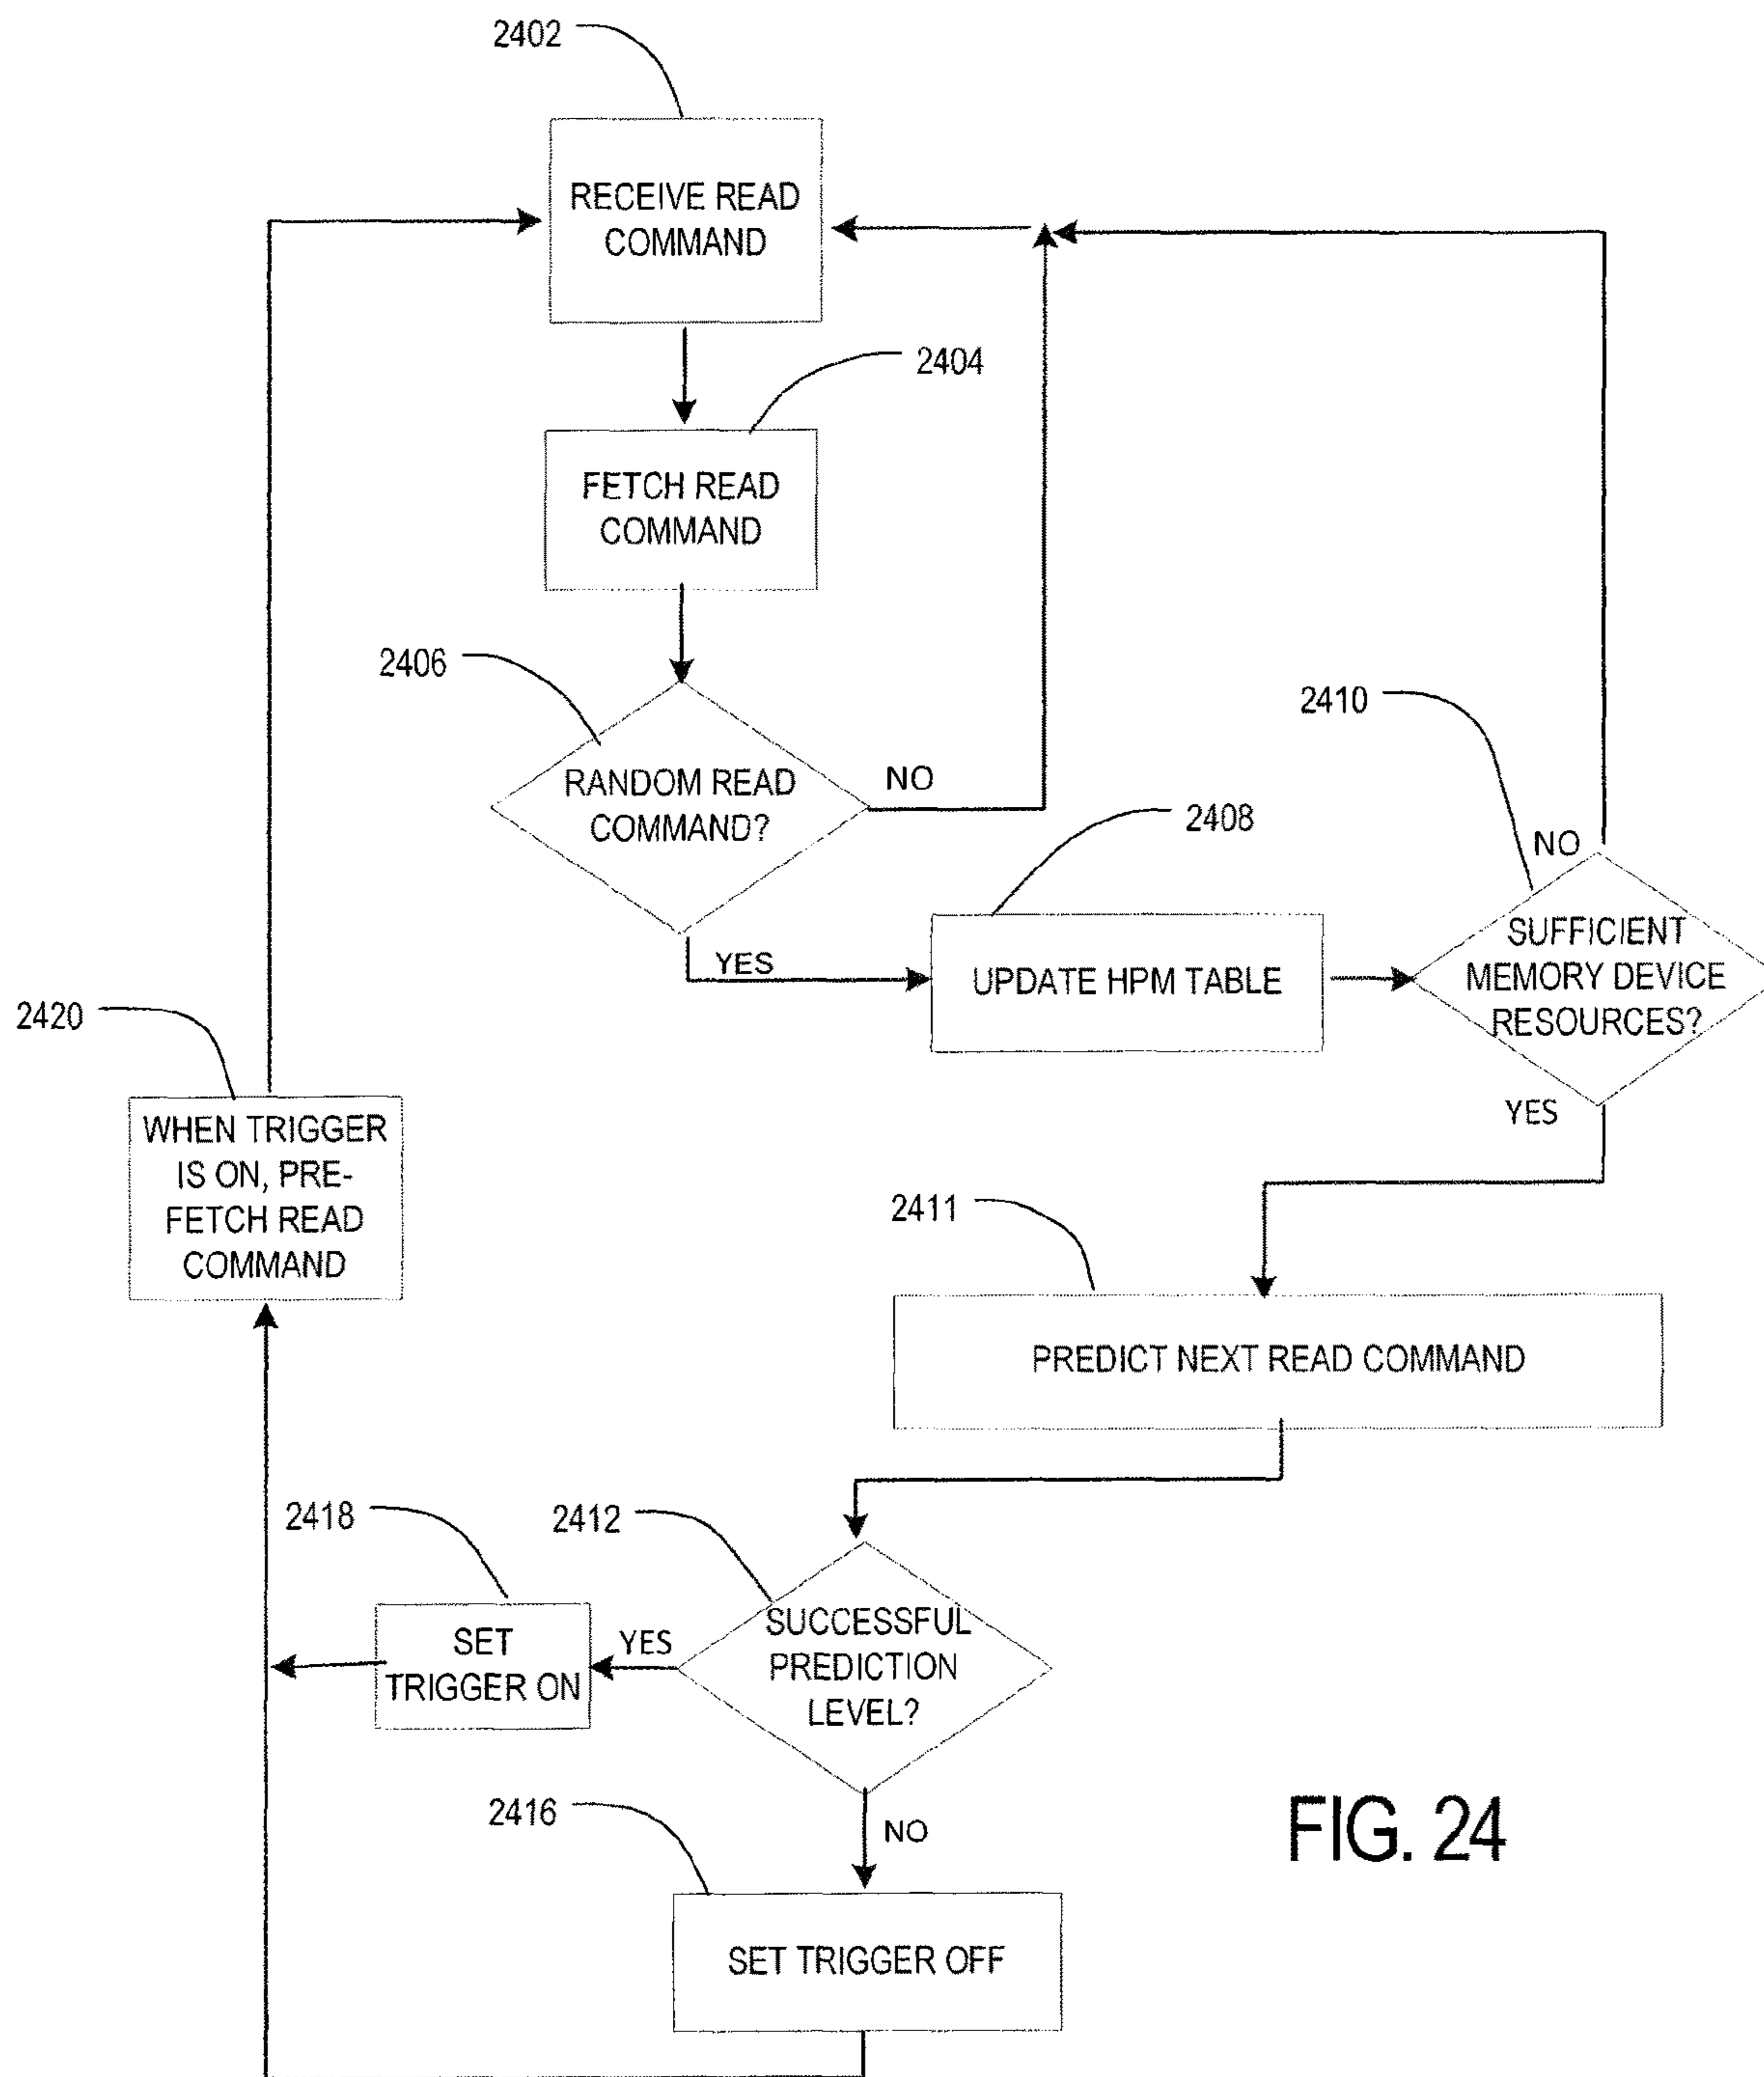 2402
RECEIVE READ
COMMAND
2404
FETCH READ
COMMAND
2406
RANDOM READ
COMMAND?
NO
2410
2408
NO
YES
UPDATE HPM TABLE
SUFFICIENT
MEMORY DEVICE
RESOURCES?
2420
YES
WHEN TRIGGER
IS ON, PRE-
FETCH READ
COMMAND
2411
PREDICT NEXT READ COMMAND
2418
2412
SET
TRIGGER ON
YES
SUCCESSFUL
PREDICTION
LEVEL?
2416
NO
FIG. 24
SET TRIGGER OFF